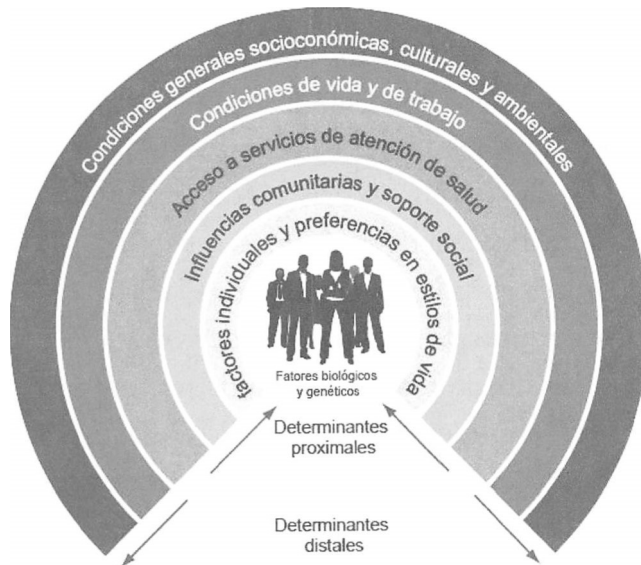 Condiciones generales socioconómicas, culturales y ambientales
Condiciones de vida y de trabajo
Acceso a servicios de atención de salud
Influencias comunitarias y soporte social
factores individuales y preferencias en estilos de vida
Fatores biológicos
y genéticos
Determinantes
proximales
Determinantes
distales